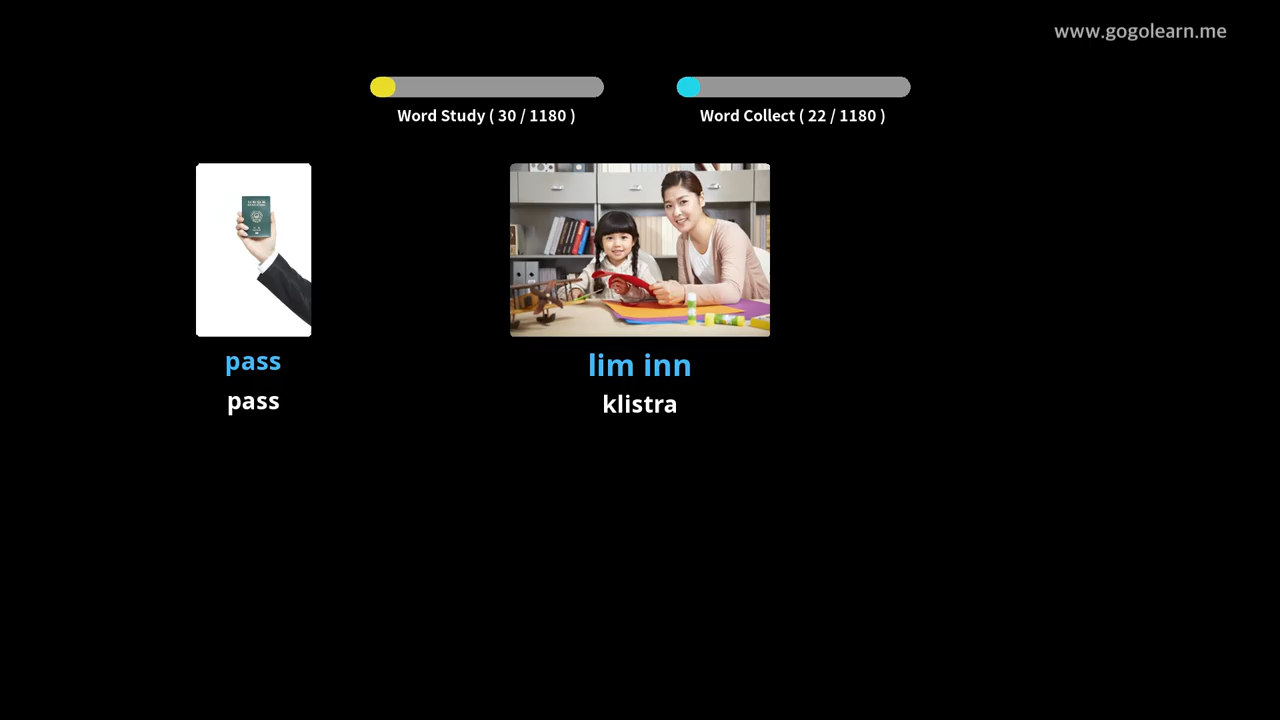 www.gogolearn.me
Word Study ( 30 / 1180 )
Word Collect ( 22 / 1180 )
pass
pass
lim inn
klistra